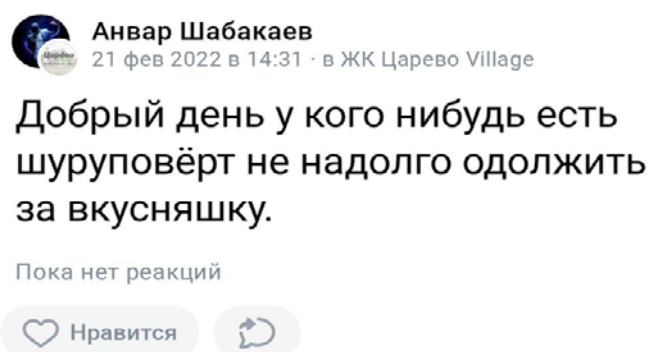 Анвар Шабакаев
21 фев 2022 в 14:31 · в ЖК Царево Village
Добрый день у кого нибудь есть
шуруповёрт не надолго одолжить
за вкусняшку.
Пока нет реакций
Нравится